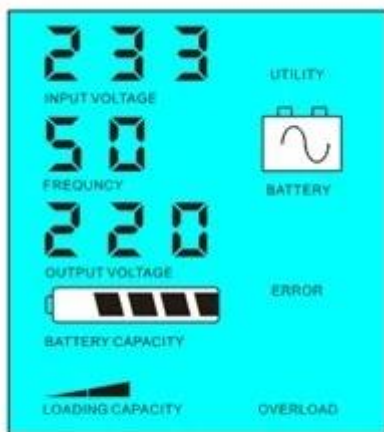 233
UTILITY
INPUT VOLTAGE
50
FREQUNCY
BATTERY
220
OUTPUT VOLTAGE
ERROR
BATTERY CAPACITY
LOADING CAPACITY
OVERLOAD